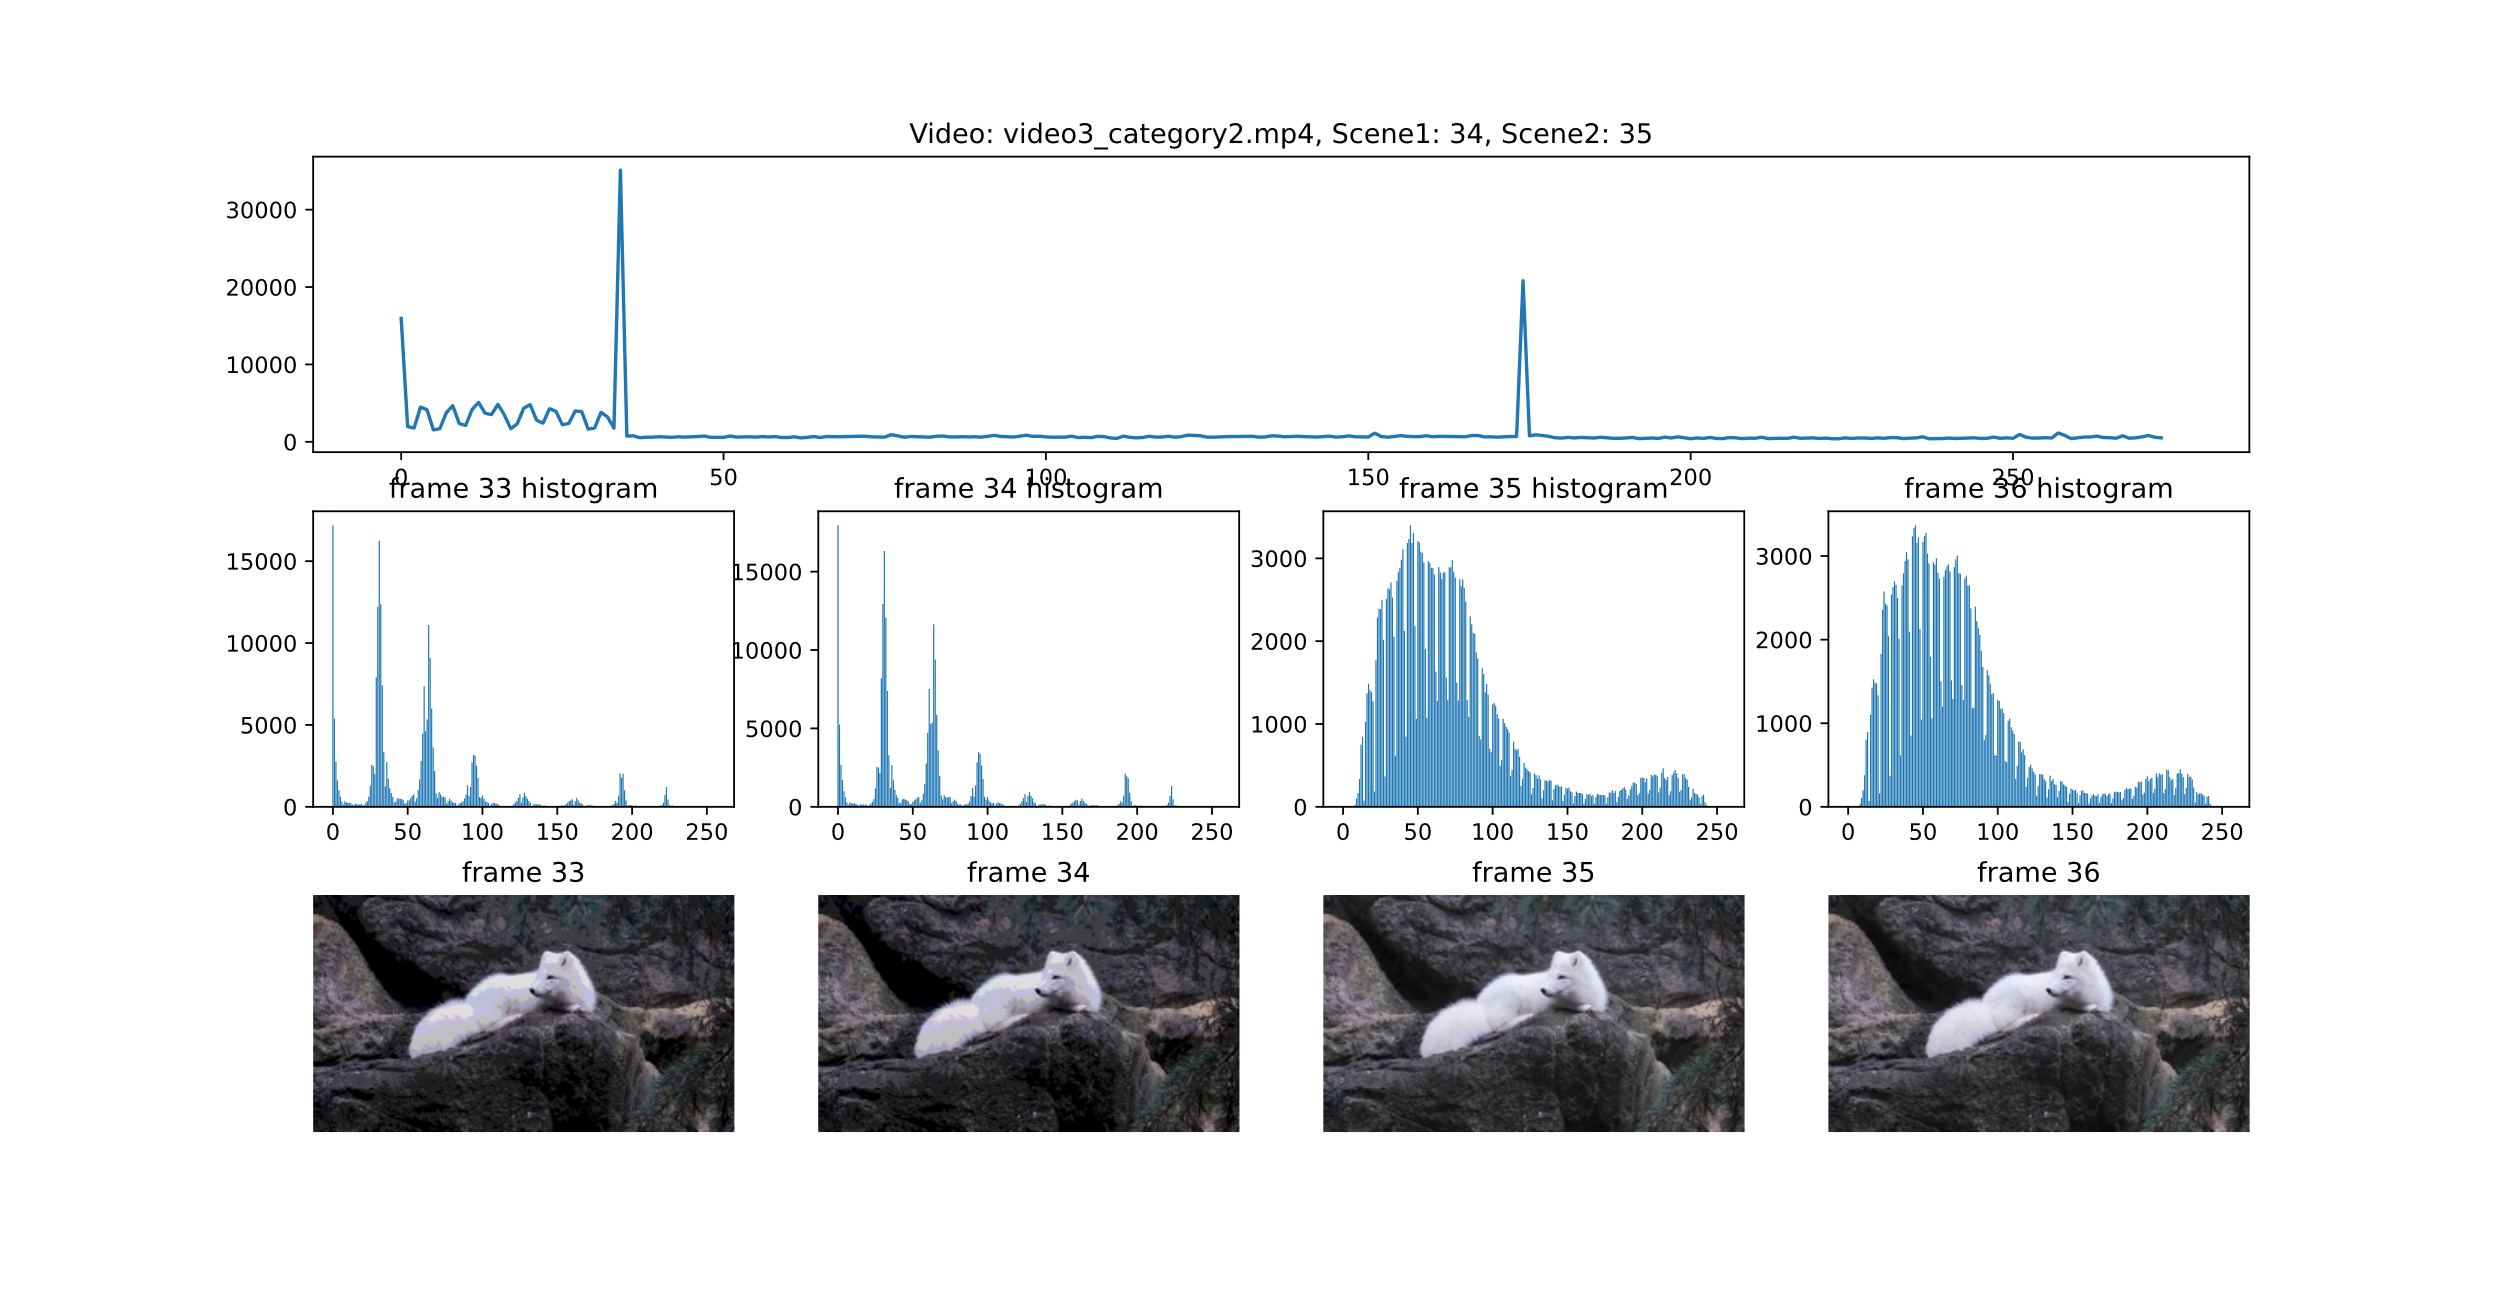 Video: video3_category2.mp4, Scene1: 34, Scene2: 35
30000
20000
10000
0
0 50 100 150 200 250
frame 33 histogram frame 34 histogram frame 35 histogram frame 36 histogram
15000
10000
5000
0
0 50 100 150 200 250
15000
10000
5000
0
0 50 100 150 200 250
3000
2000
1000
0
0 50 100 150 200 250
3000
2000
1000
0
0 50 100 150 200 250
frame 33 frame 34 frame 35 frame 36